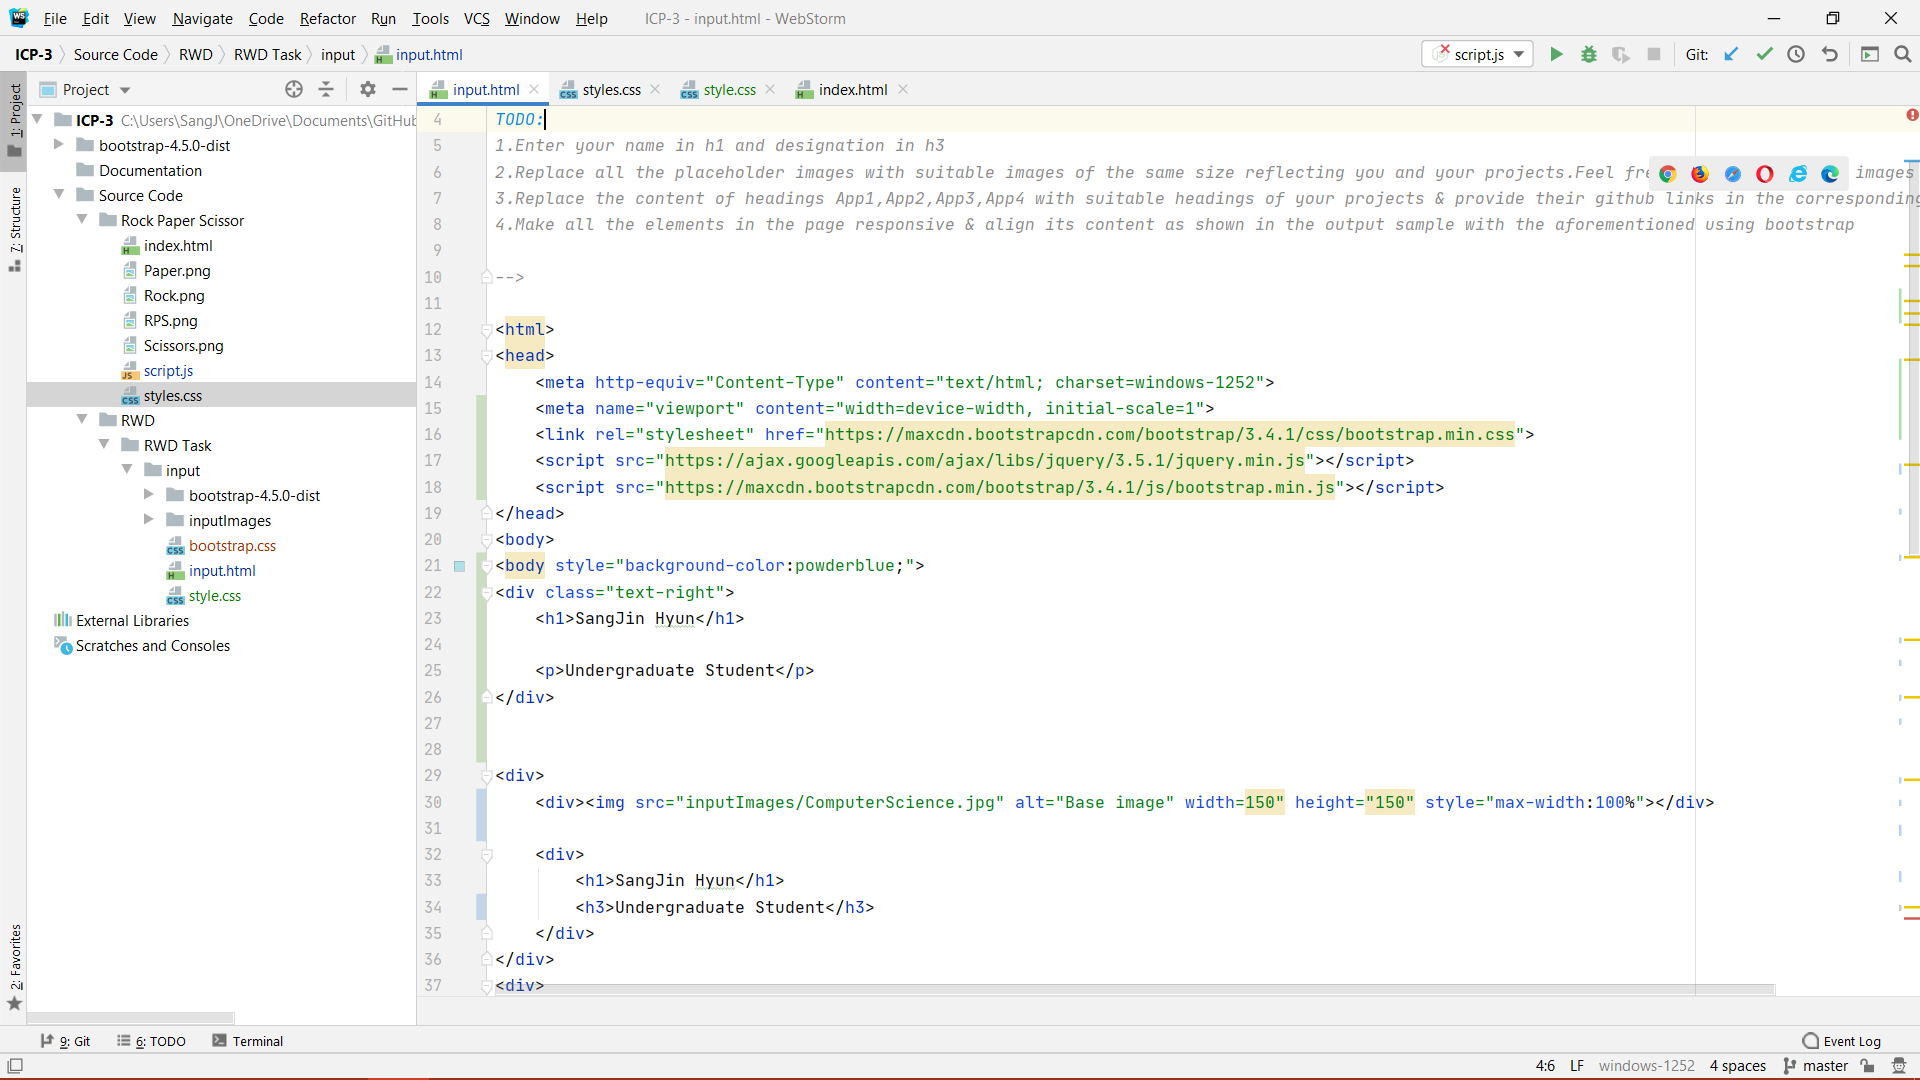 File Edit View Navigate Code Refactor Run Tools VCS Window Help ICP-3 - input.html - WebStorm
ICP-3 Source Code RWD RWD Task input input.html script.js Git:
Project
input.html styles.css style.css index.html
1: Project
7: Structure
2: Favorites
ICP-3 C:\Users\SangJ\OneDrive\Documents\GitHub
bootstrap-4.5.0-dist
Documentation
Source Code
Rock Paper Scissor
index.html
Paper.png
Rock.png
RPS.png
Scissors.png
script.js
styles.css
RWD
RWD Task
input
bootstrap-4.5.0-dist
inputImages
bootstrap.css
input.html
style.css
External Libraries
Scratches and Consoles
4 TODO:
5 1.Enter your name in h1 and designation in h3
6 2.Replace all the placeholder images with suitable images of the same size reflecting you and your projects.Feel fre images
7 3.Replace the content of headings App1,App2,App3,App4 with suitable headings of your projects & provide their github links in the corresponding
8 4.Make all the elements in the page responsive & align its content as shown in the output sample with the aforementioned using bootstrap
9
10 -->
11
12 <html>
13 <head>
14 <meta http-equiv="Content-Type" content="text/html; charset=windows-1252">
15 <meta name="viewport" content="width=device-width, initial-scale=1">
16 <link rel="stylesheet" href="https://maxcdn.bootstrapcdn.com/bootstrap/3.4.1/css/bootstrap.min.css">
17 <script src="https://ajax.googleapis.com/ajax/libs/jquery/3.5.1/jquery.min.js"></script>
18 <script src="https://maxcdn.bootstrapcdn.com/bootstrap/3.4.1/js/bootstrap.min.js"></script>
19 </head>
20 <body>
21 <body style="background-color:powderblue;">
22 <div class="text-right">
23 <h1>SangJin Hyun</h1>
24
25 <p>Undergraduate Student</p>
26 </div>
27
28
29 <div>
30 <div><img src="inputImages/ComputerScience.jpg" alt="Base image" width=150" height="150" style="max-width:100%"></div>
31
32 <div>
33 <h1>SangJin Hyun</h1>
34 <h3>Undergraduate Student</h3>
35 </div>
36 </div>
37 <div>
9: Git 6: TODO Terminal Event Log
4:6 LF windows-1252 4 spaces master